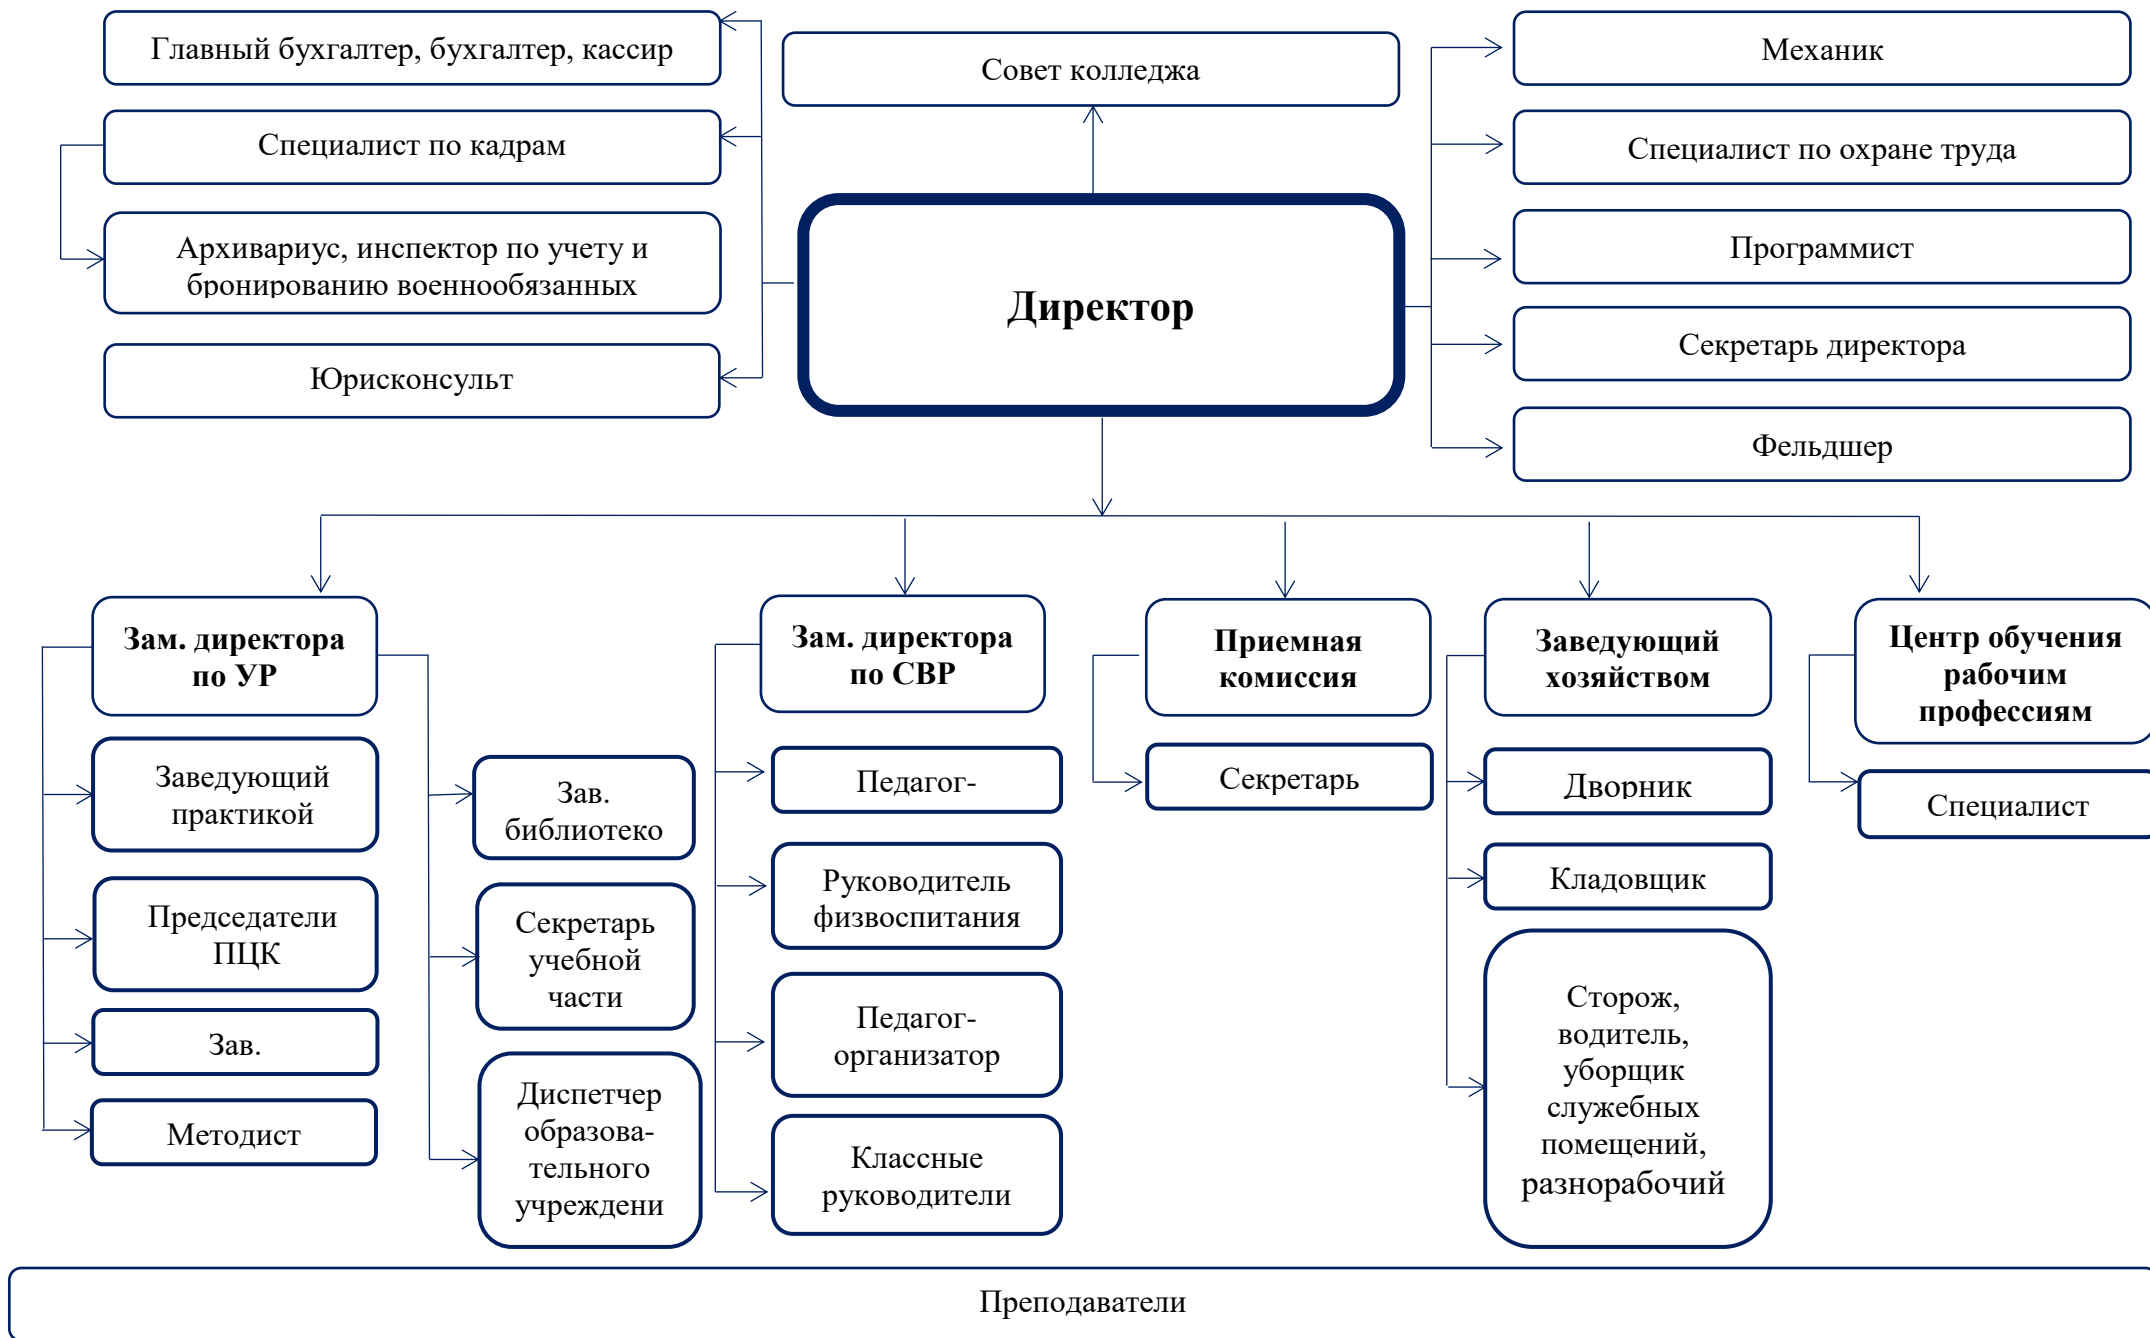 Главный бухгалтер, бухгалтер, кассир
Специалист по кадрам
Архивариус, инспектор по учету и
бронированию военнообязанных
Юрисконсульт
Совет колледжа
Директор
Механик
Специалист по охране труда
Программист
Секретарь директора
Фельдшер
Зам. директора
по УР
Заведующий
практикой
Председатели
ПЦК
Зав.
Методист
Зав.
библиотеко
Секретарь
учебной
части
Диспетчер
образова-
тельного
учреждени
Зам. директора
по СВР
Педагог-
Руководитель
физвоспитания
Педагог-
организатор
Классные
руководители
Приемная
комиссия
Секретарь
Заведующий
хозяйством
Дворник
Кладовщик
Сторож,
водитель,
уборщик
служебных
помещений,
разнорабочий
Центр обучения
рабочим
профессиям
Специалист
Преподаватели